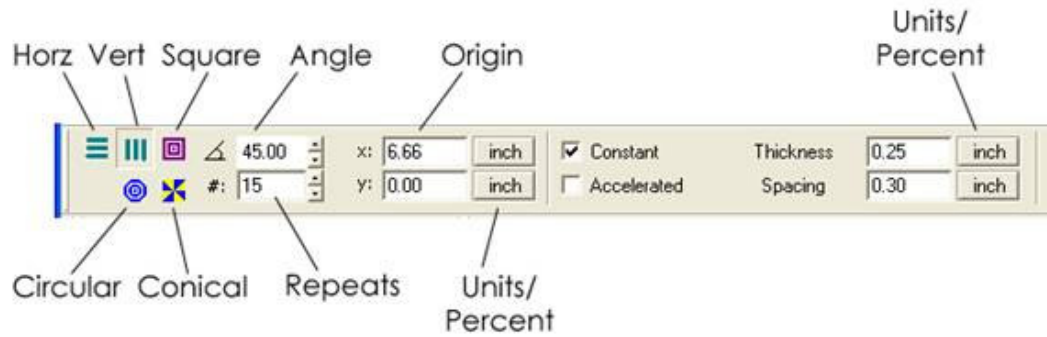 Units/
Percent
Horz Vert Square Angle Origin
45.00 x: 6.66 inch Constant Thickness 0.25 inch
#: 15 y: 0.00 inch Accelerated Spacing 0.30 inch
Circular Conical Repeats Units/
Percent